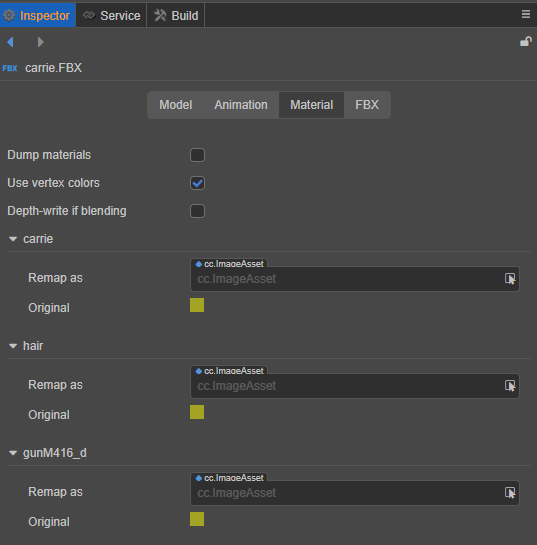 Inspector Service Build
FBX carrie.FBX
Model Animation Material FBX
Dump materials
Use vertex colors
Depth-write if blending
carrie
cc.ImageAsset
Remap as cc.ImageAsset
Original
hair
cc.ImageAsset
Remap as cc.ImageAsset
Original
gunM416_d
cc.ImageAsset
Remap as cc.ImageAsset
Original